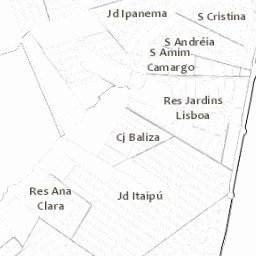 Jd Ipanema
S Cristina
S Andréia
S Amim
Camargo
Res Jardins
Lisboa
Cj Baliza
Res Ana
Clara
Jd Itaipú